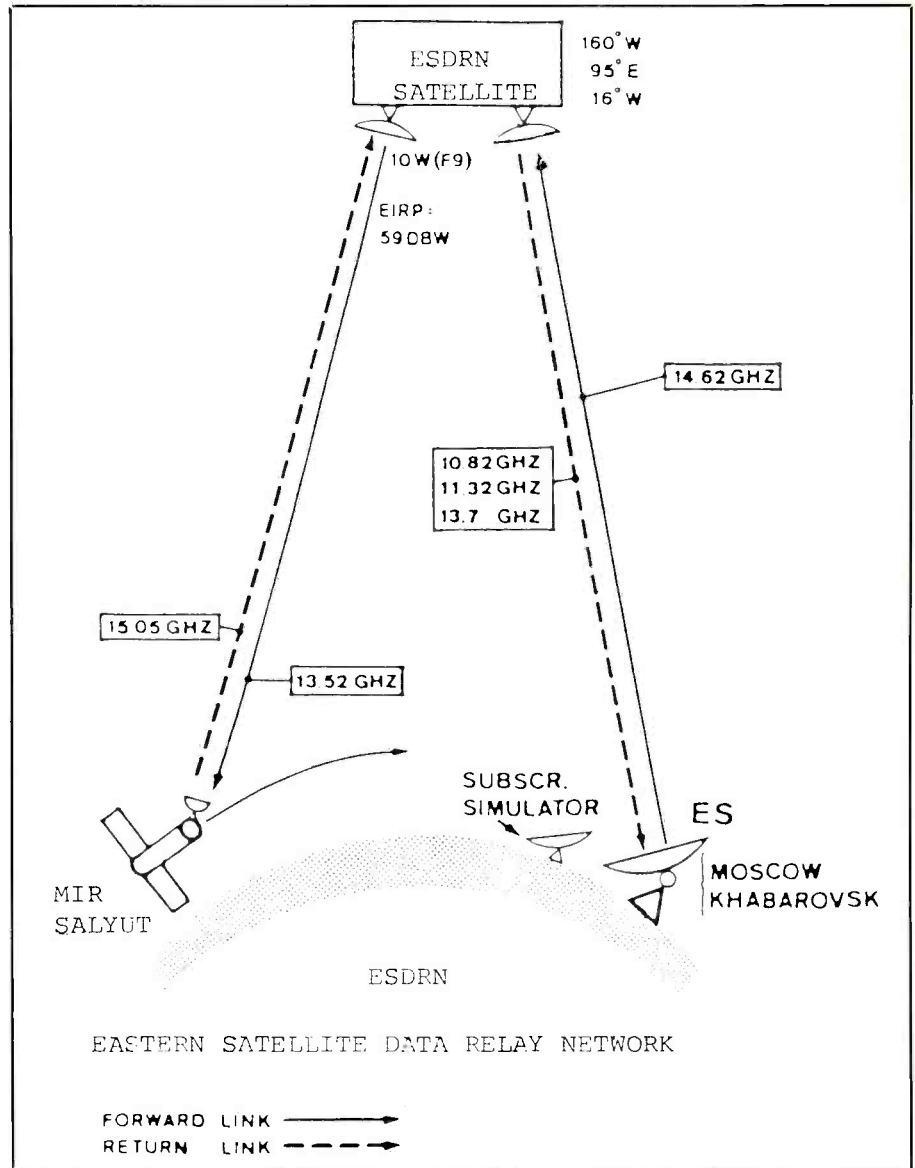 ESDRN
SATELLITE
160°W
95°E
16°W
10W(F9)
EIRP:
59DBW
14.62 GHZ
10.82 GHZ
11.32 GHZ
13.7 GHZ
15.05 GHZ
13.52 GHZ
SUBSCR.
SIMULATOR
ES
MOSCOW
KHABAROVSK
MIR
SALYUT
ESDRN
EASTERN SATELLITE DATA RELAY NETWORK
FORWARD LINK
RETURN LINK